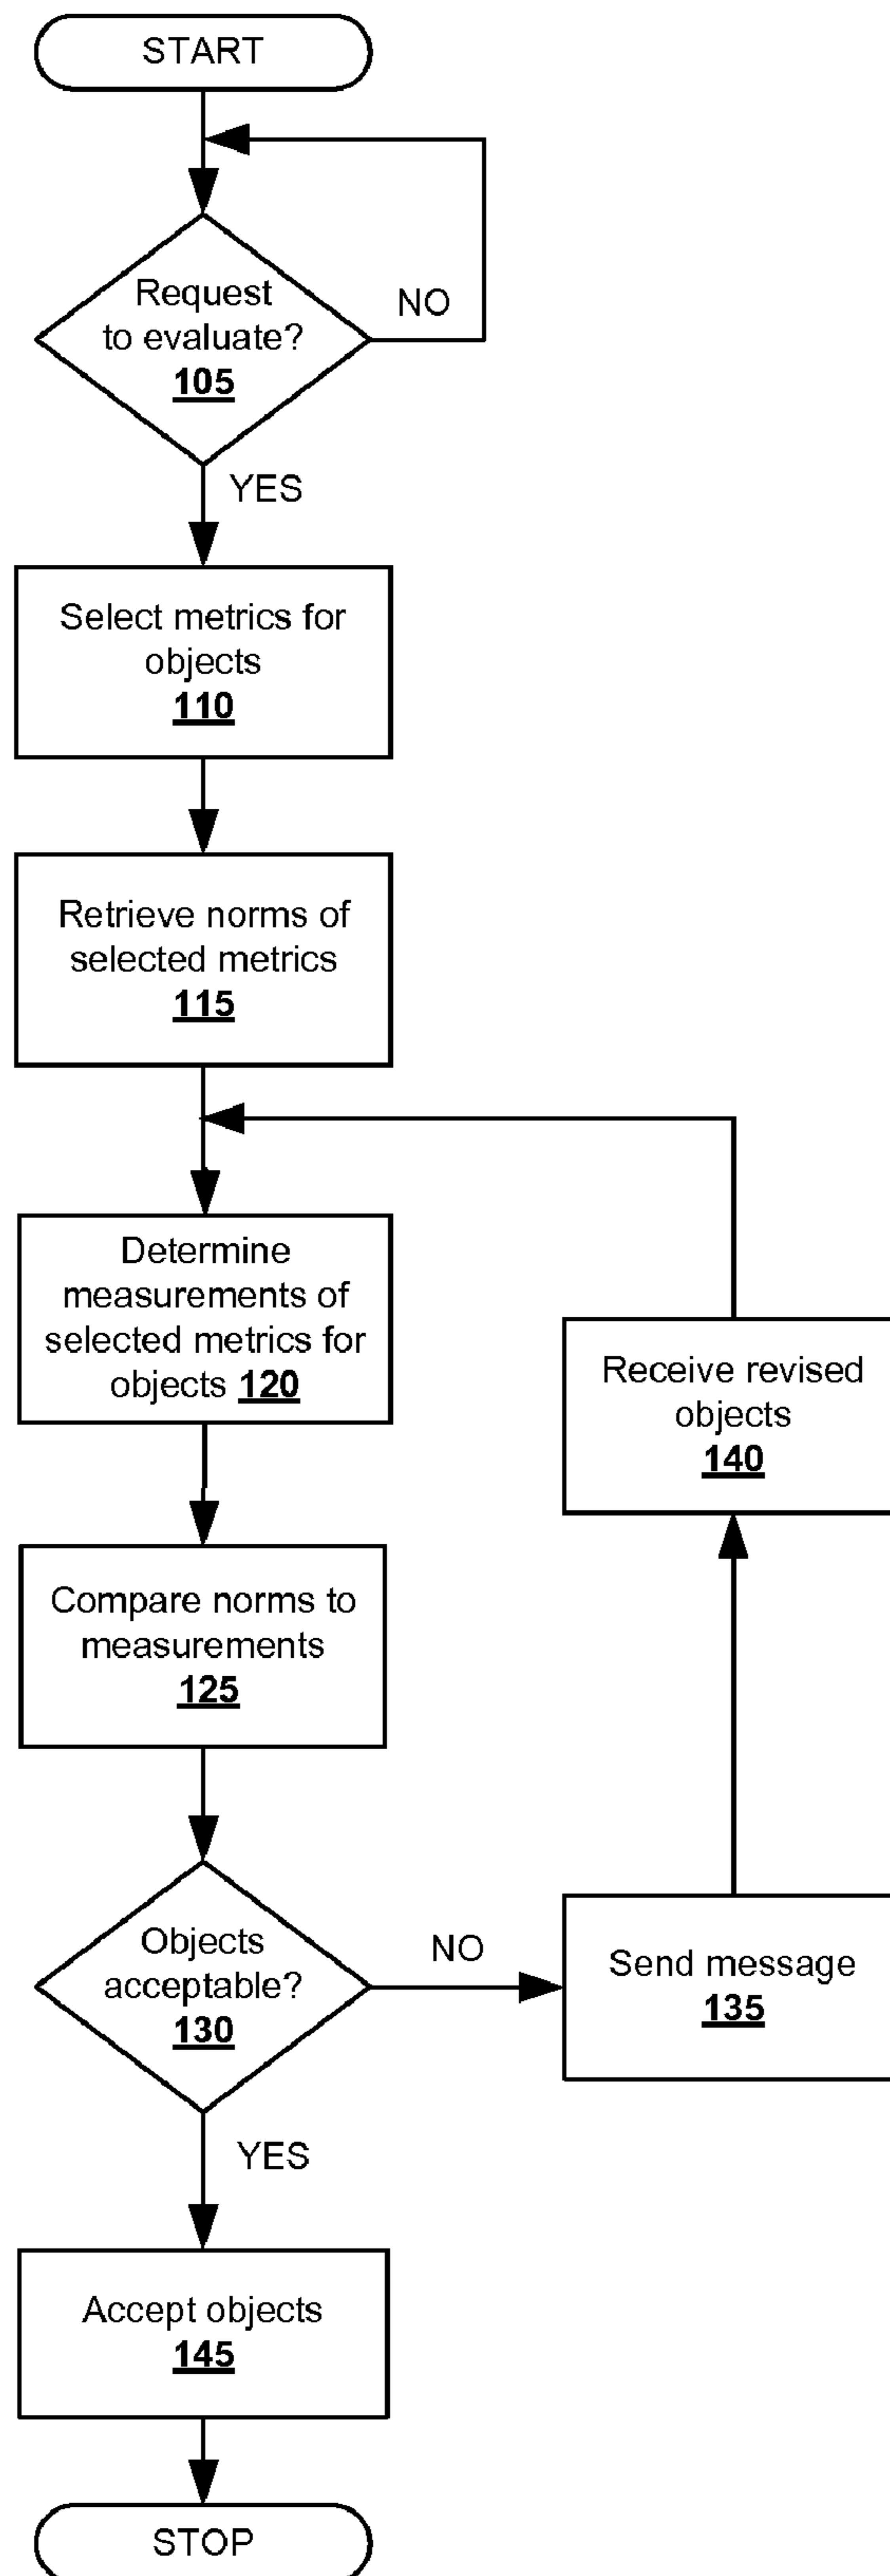 START
Request
to evaluate?
105
NO
YES
Select metrics for
objects
110
Retrieve norms of
selected metrics
115
Determine
measurements of
selected metrics for
objects 120
Receive revised
objects
140
Compare norms to
measurements
125
Objects
acceptable?
130
NO
Send message
135
YES
Accept objects
145
STOP